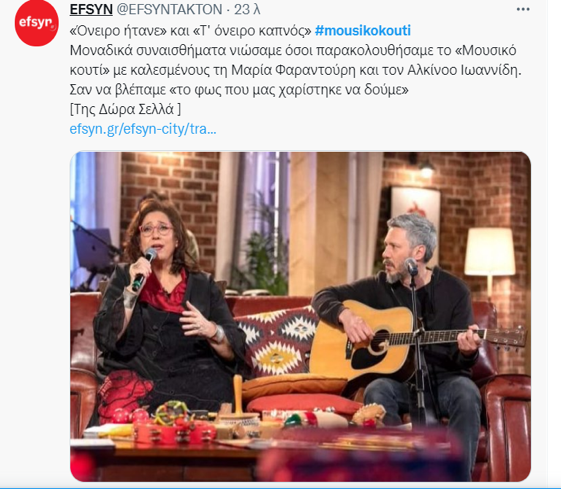 efsyn.
EFSYN @EFSYNTAKTON · 23 λ
«Όνειρο ήτανε» και «Τ' όνειρο καπνός» #mousikokouti
Μοναδικά συναισθήματα νιώσαμε όσοι παρακολουθήσαμε το «Μουσικό
κουτί» με καλεσμένους τη Μαρία Φαραντούρη και τον Αλκίνοο Ιωαννίδη.
Σαν να βλέπαμε «το φως που μας χαρίστηκε να δούμε»
[Της Δώρα Σελλά ]
efsyn.gr/efsyn-city/tra...